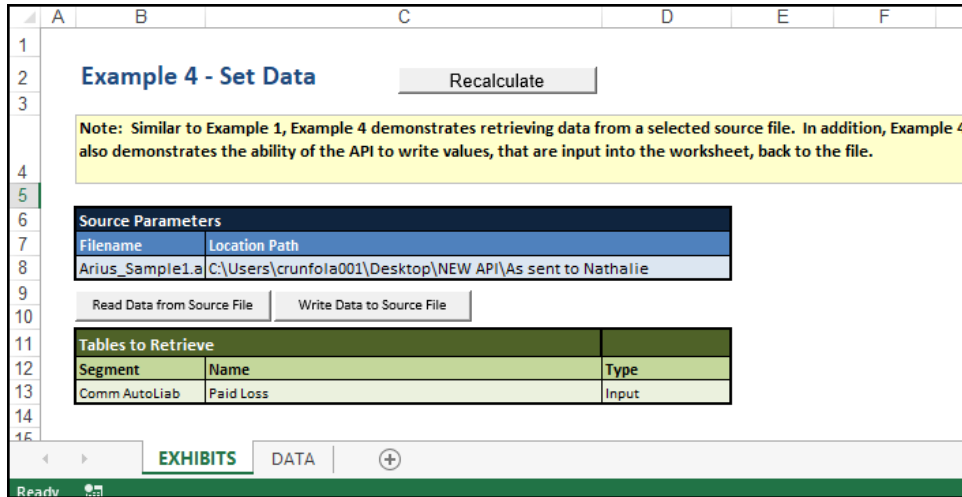 A B C D E F
1
2 Example 4 - Set Data Recalculate
3
Note: Similar to Example 1, Example 4 demonstrates retrieving data from a selected source file. In addition, Example 4
also demonstrates the ability of the API to write values, that are input into the worksheet, back to the file.
4
5
6 Source Parameters
7 Filename Location Path
8 Arius_Sample1.a C:\Users\crunfola001\Desktop\NEW API\As sent to Nathalie
9
Read Data from Source File Write Data to Source File
10
11 Tables to Retrieve
12 Segment Name Type
13 Comm AutoLiab Paid Loss Input
14
15
EXHIBITS DATA
Ready